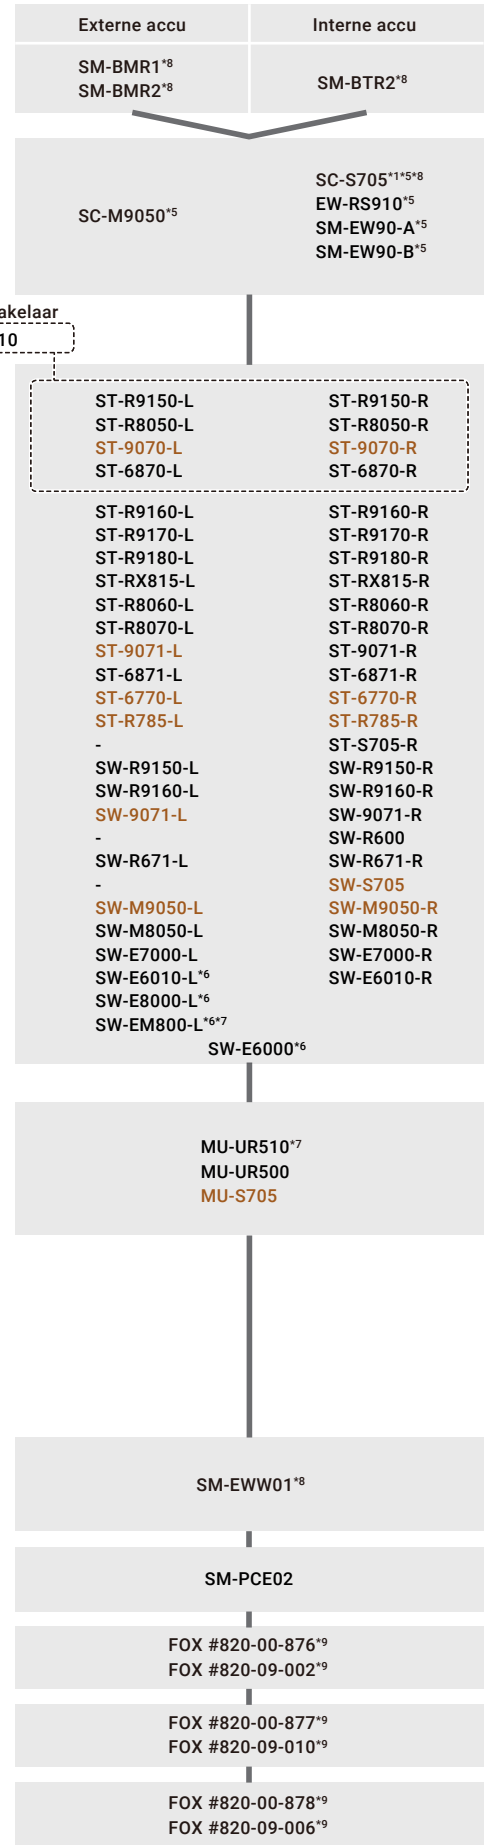 Externe accu Interne accu
SM-BMR1*8
SM-BMR2*8
SM-BTR2*8
SC-M9050*5
SC-S705*1*5*8
EW-RS910*5
SM-EW90-A*5
SM-EW90-B*5
akelaar
10
ST-R9150-L ST-R9150-R
ST-R8050-L ST-R8050-R
ST-9070-L ST-9070-R
ST-6870-L ST-6870-R
ST-R9160-L ST-R9160-R
ST-R9170-L ST-R9170-R
ST-R9180-L ST-R9180-R
ST-RX815-L ST-RX815-R
ST-R8060-L ST-R8060-R
ST-R8070-L ST-R8070-R
ST-9071-L ST-9071-R
ST-6871-L ST-6871-R
ST-6770-L ST-6770-R
ST-R785-L ST-R785-R
- ST-S705-R
SW-R9150-L SW-R9150-R
SW-R9160-L SW-R9160-R
SW-9071-L SW-9071-R
- SW-R600
SW-R671-L SW-R671-R
- SW-S705
SW-M9050-L SW-M9050-R
SW-M8050-L SW-M8050-R
SW-E7000-L SW-E7000-R
SW-E6010-L*6 SW-E6010-R
SW-E8000-L*6
SW-EM800-L*6*7
SW-E6000*6
MU-UR510*7
MU-UR500
MU-S705
SM-EWW01*8
SM-PCE02
FOX #820-00-876*9
FOX #820-09-002*9
FOX #820-00-877*9
FOX #820-09-010*9
FOX #820-00-878*9
FOX #820-09-006*9